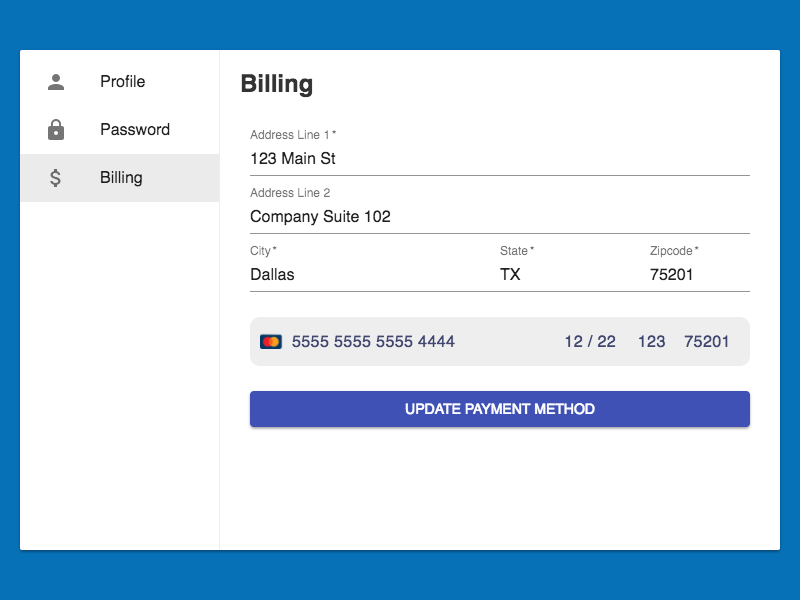 Profile
Password
Billing
Billing
Address Line 1 *
123 Main St
Address Line 2
Company Suite 102
City * State * Zipcode *
Dallas TX 75201
5555 5555 5555 4444 12 / 22 123 75201
UPDATE PAYMENT METHOD